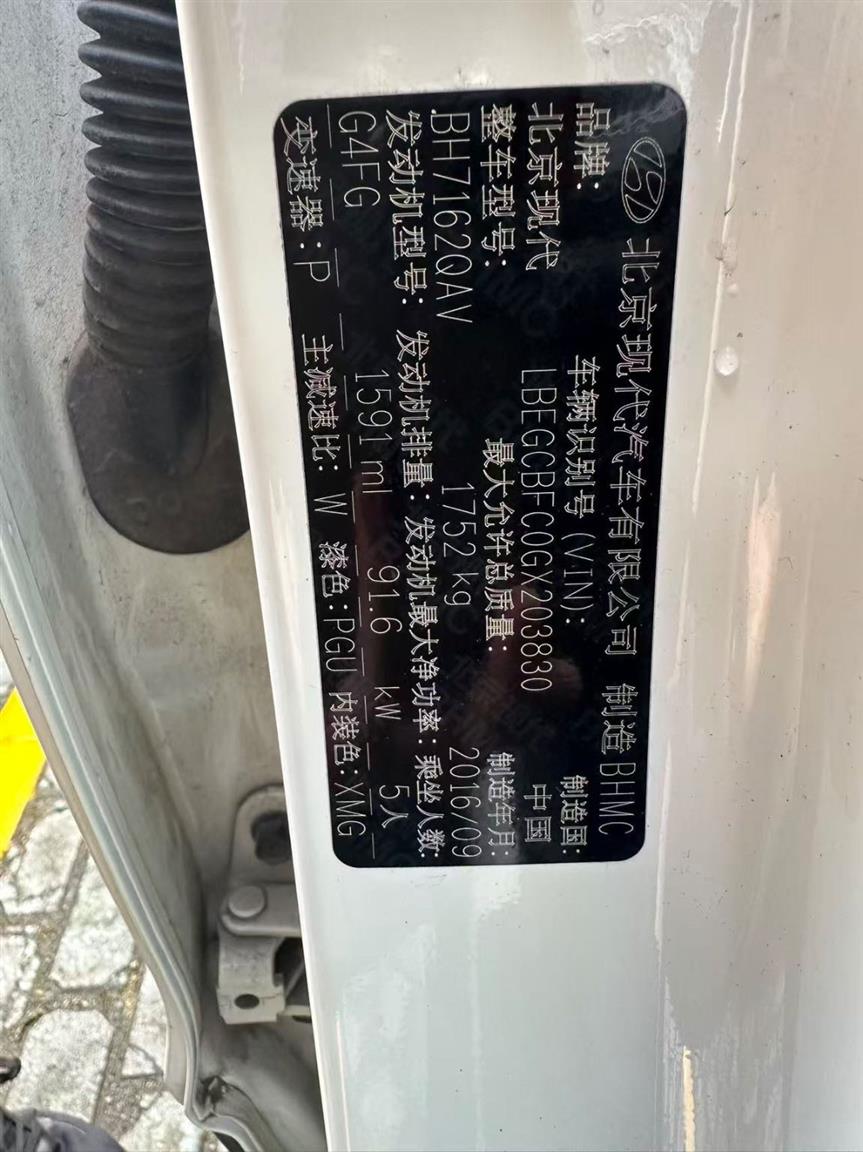 北京现代汽车有限公司 制造 BHMC
品牌: 车辆识别号 (VIN): 制造国:
北京现代 LBEGCBFC0GX203830 中国
整车型号: 最大允许总质量: 制造年月:
BH7162QAV 1752 kg 2016/09
发动机型号: 发动机排量: 发动机最大净功率: 乘坐人数:
G4FG 1591 ml 91.6 kW 5人
变速器: P 主减速比: W 漆色: PGU 内装色: XMG